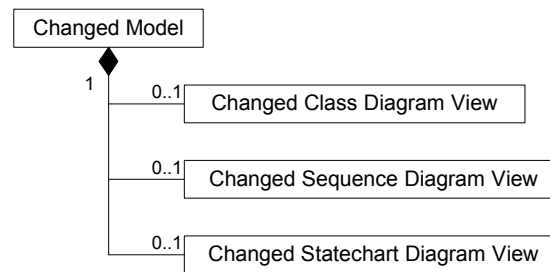 Changed Model
1
0..1
Changed Class Diagram View
0..1
Changed Sequence Diagram View
0..1
Changed Statechart Diagram View